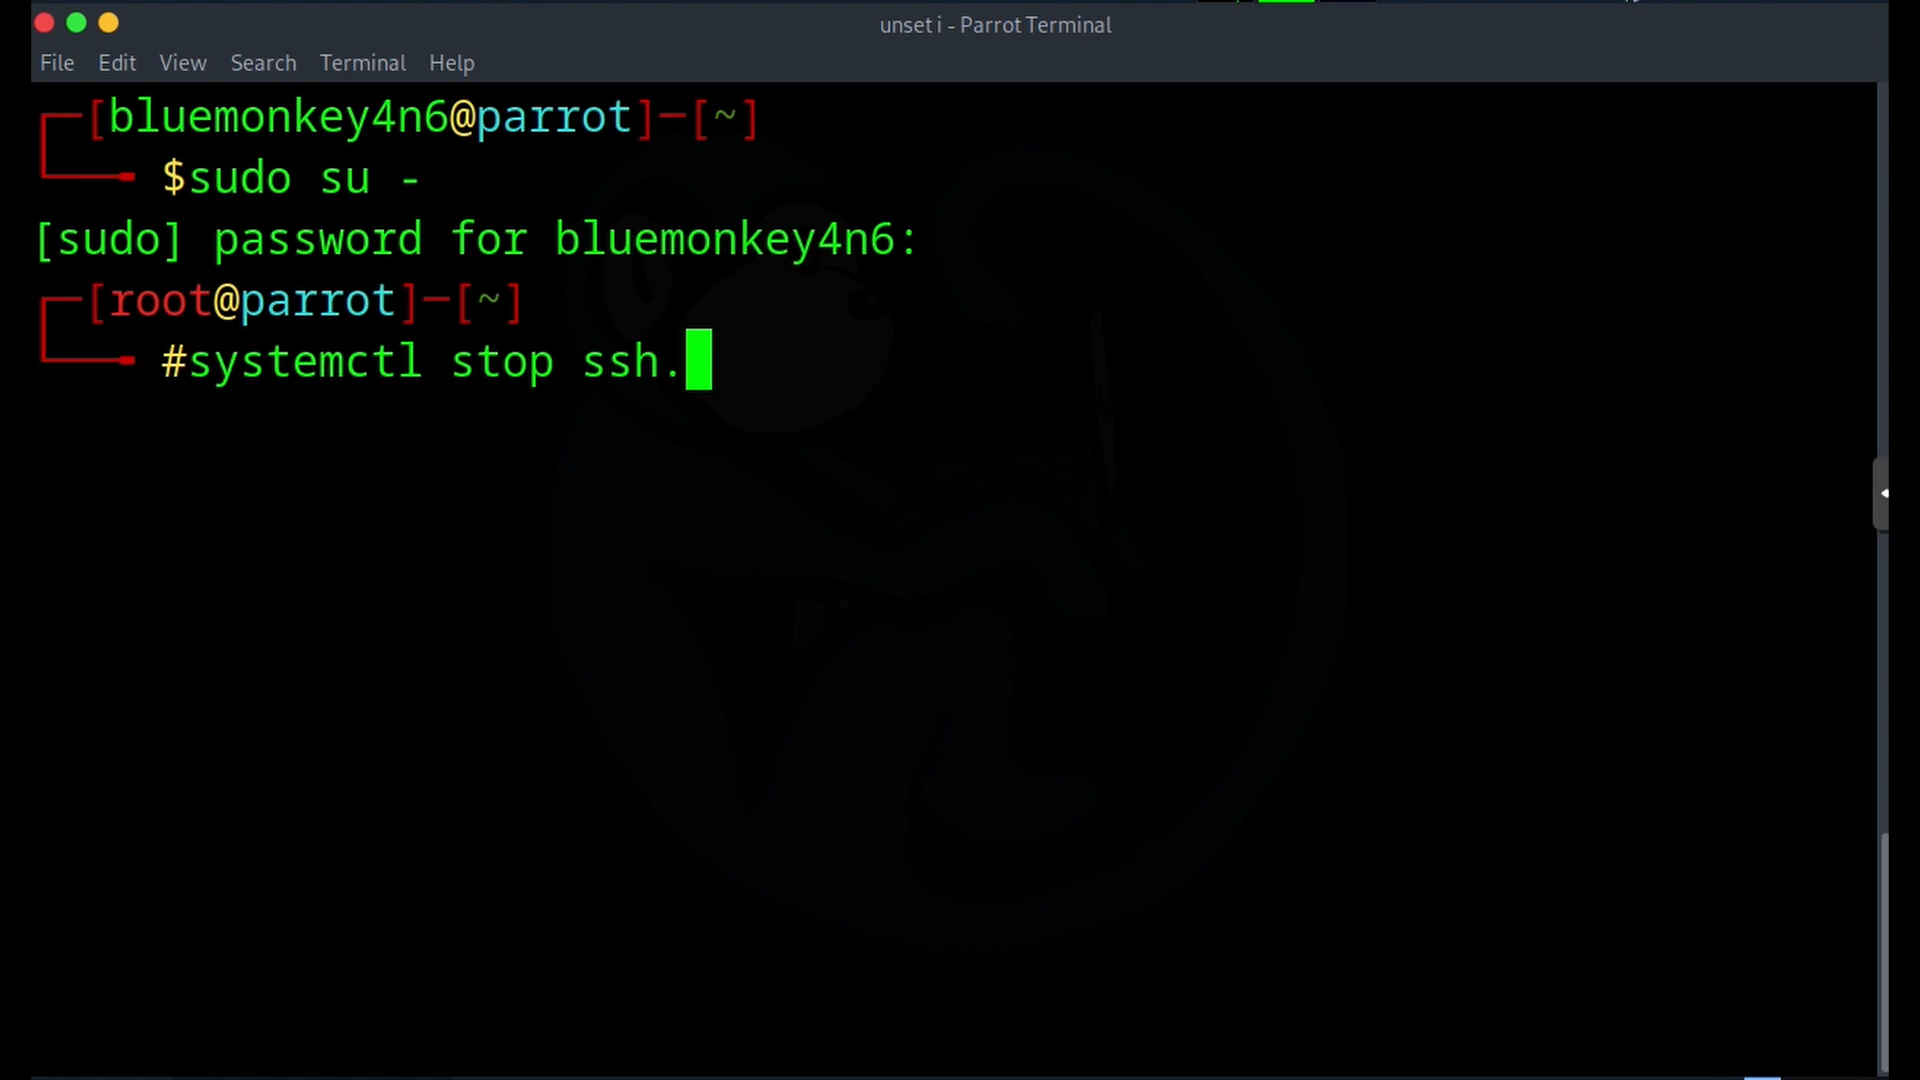 unset i - Parrot Terminal
File Edit View Search Terminal Help
┌─[bluemonkey4n6@parrot]─[~]
└──╼ $sudo su -
[sudo] password for bluemonkey4n6:
┌─[root@parrot]─[~]
└──╼ #systemctl stop ssh.